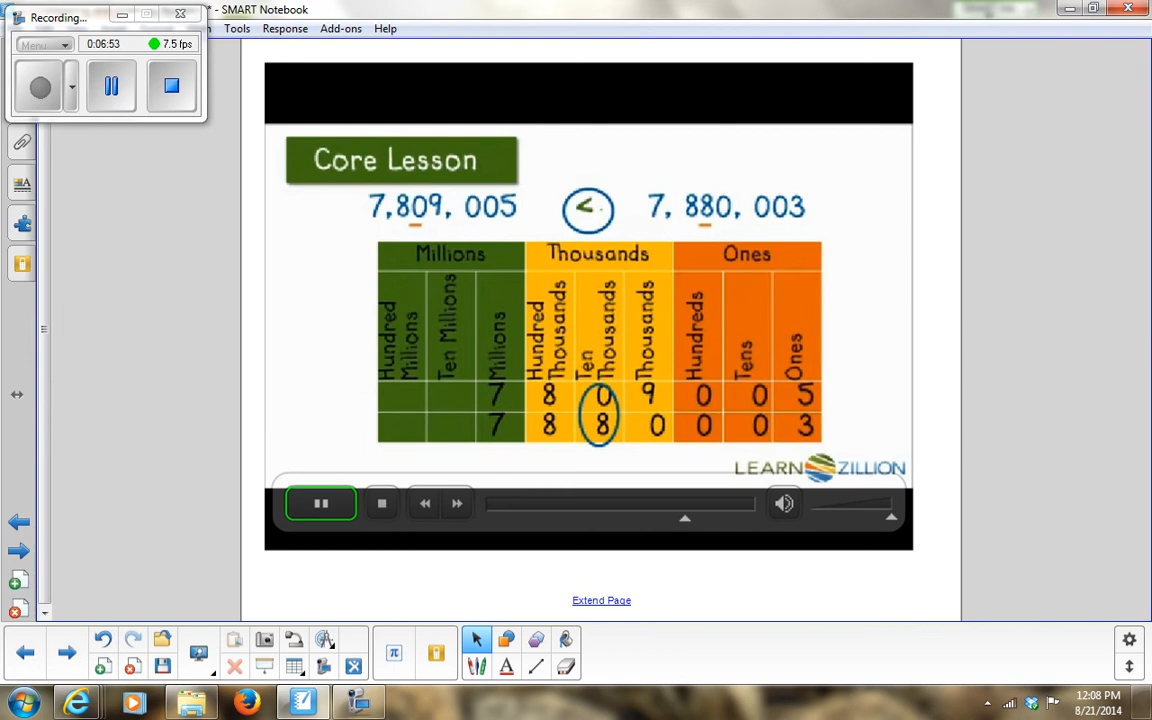 Recording...
* - SMART Notebook
Menu
0:06:53
7.5 fps
Tools Response Add-ons Help
Core Lesson
7,809,005 < 7,880,003
Millions Thousands Ones
Hundred Millions
Ten Millions
Millions
Hundred Thousands
Ten Thousands
Thousands
Hundreds
Tens
Ones
7 8 0 9 0 0 5
7 8 8 0 0 0 3
LEARN ZILLION
Extend Page
π
A
12:08 PM
8/21/2014